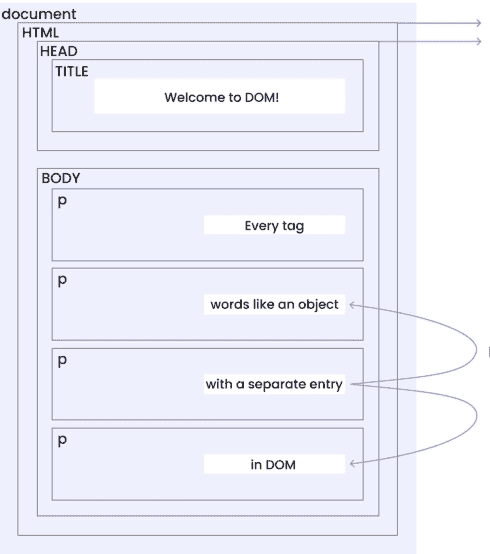 document
HTML
HEAD
TITLE
Welcome to DOM!
BODY
p
Every tag
p
words like an object
p
with a separate entry
p
in DOM